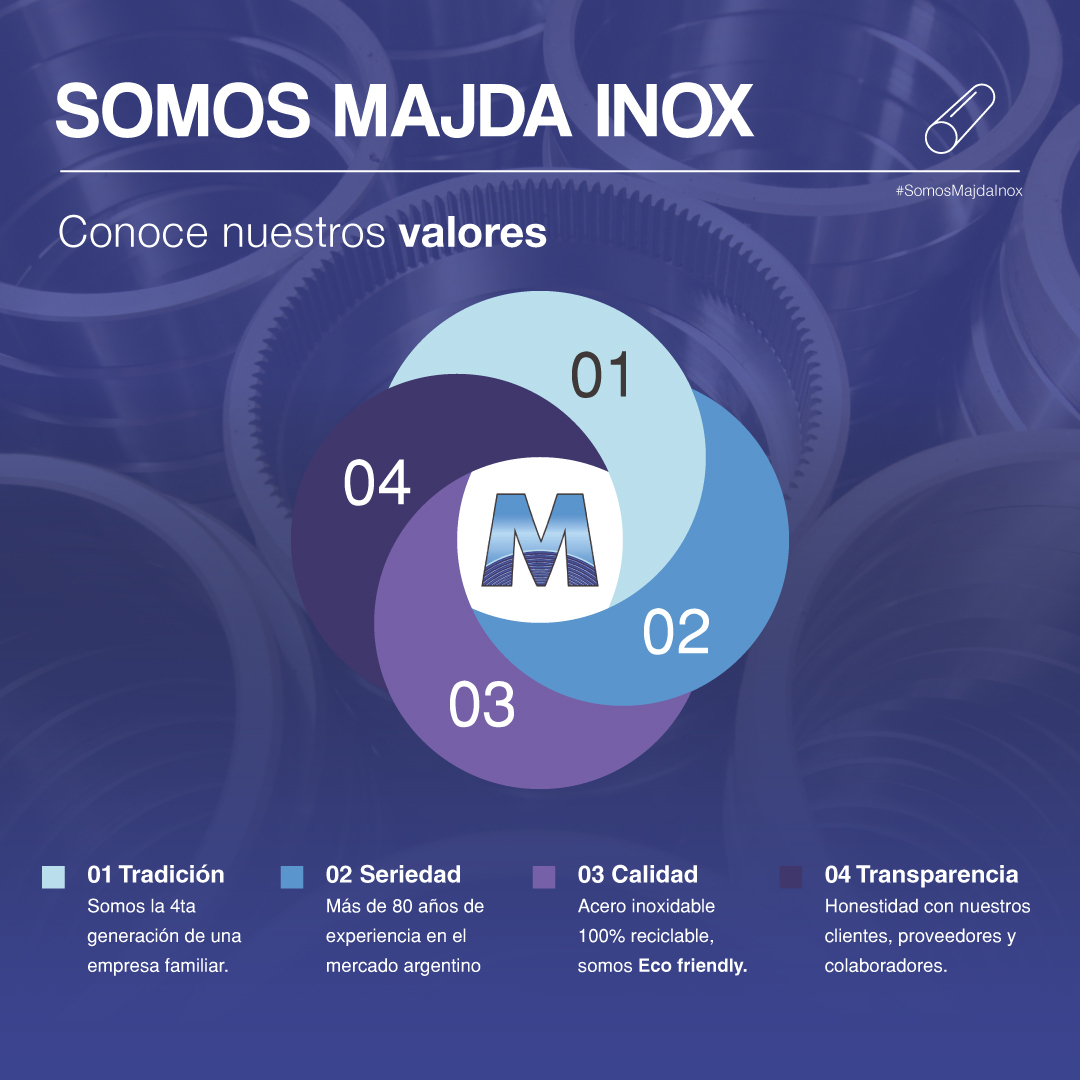 SOMOS MAJDA INOX
#SomosMajdaInox
Conoce nuestros valores
01
04
M
02
03
01 Tradición
Somos la 4ta
generación de una
empresa familiar.
02 Seriedad
Más de 80 años de
experiencia en el
mercado argentino
03 Calidad
Acero inoxidable
100% reciclable,
somos Eco friendly.
04 Transparencia
Honestidad con nuestros
clientes, proveedores y
colaboradores.